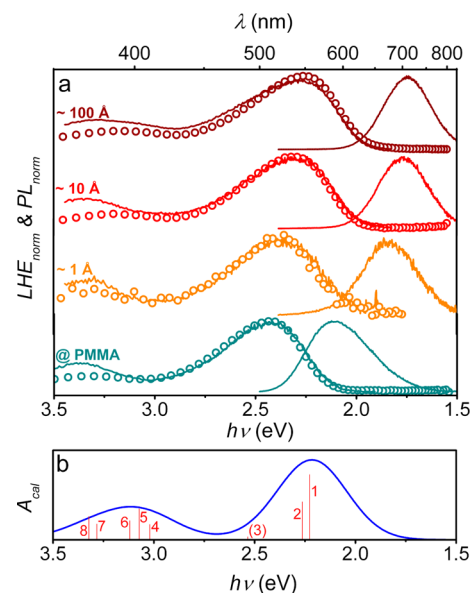 λ (nm)
400 500 600 700 800
a
~ 100 Å
~ 10 Å
~ 1 Å
@ PMMA
LHEnorm & PLnorm
3.5 3.0 2.5 2.0 1.5
hν (eV)
b
Acal
8 7 6 5 4 (3) 2 1
3.5 3.0 2.5 2.0 1.5
hν (eV)